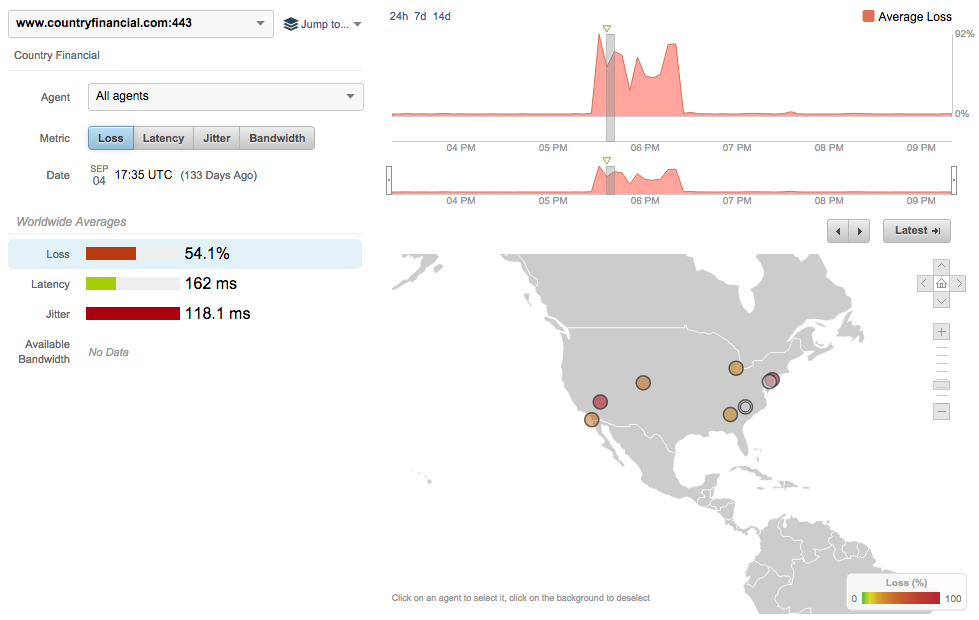 www.countryfinancial.com:443
Jump to...
Country Financial
Agent
All agents
Metric
Loss
Latency
Jitter
Bandwidth
Date
SEP
04
17:35 UTC
(133 Days Ago)
Worldwide Averages
Loss
54.1%
Latency
162 ms
Jitter
118.1 ms
Available
Bandwidth
No Data
24h 7d 14d
Average Loss
92%
0%
04 PM
05 PM
06 PM
07 PM
08 PM
09 PM
04 PM
05 PM
06 PM
07 PM
08 PM
09 PM
Latest
Click on an agent to select it, click on the background to deselect
Loss (%)
0
100